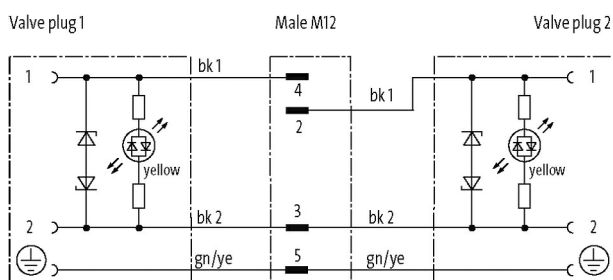 Valve plug 1 Male M12 Valve plug 2
1 bk 1 4 bk 1 1
2
yellow yellow
2 bk 2 3 bk 2 2
gn/ye 5 gn/ye